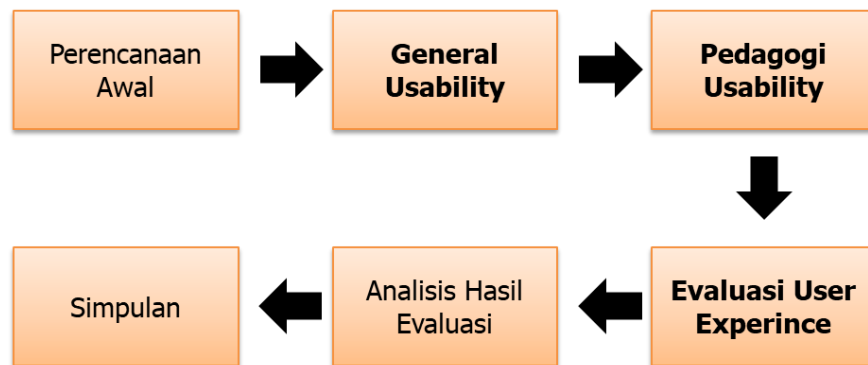 Perencanaan
Awal
General
Usability
Pedagogi
Usability
Evaluasi User
Experince
Analisis Hasil
Evaluasi
Simpulan